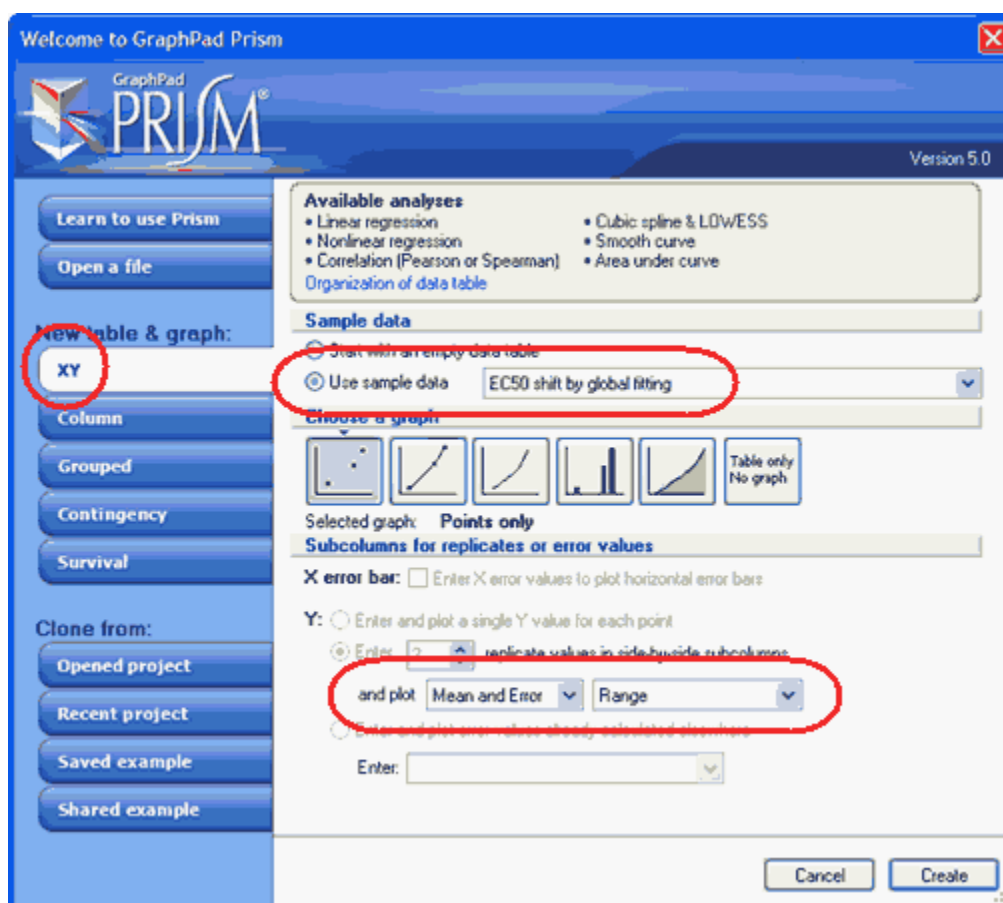 Welcome to GraphPad Prism
GraphPad
PRISM®
Version 5.0
Learn to use Prism
Open a file
New table & graph:
XY
Column
Grouped
Contingency
Survival
Clone from:
Opened project
Recent project
Saved example
Shared example
Available analyses
• Linear regression
• Nonlinear regression
• Correlation (Pearson or Spearman)
• Cubic spline & LOWESS
• Smooth curve
• Area under curve
Organization of data table
Sample data
Start with an empty data table
Use sample data EC50 shift by global fitting
Choose a graph
Table only
No graph
Selected graph: Points only
Subcolumns for replicates or error values
X error bar: Enter X error values to plot horizontal error bars
Y: Enter and plot a single Y value for each point
Enter 2 replicate values in side-by-side subcolumns
and plot Mean and Error Range
Enter and plot error values already calculated elsewhere
Enter:
Cancel
Create